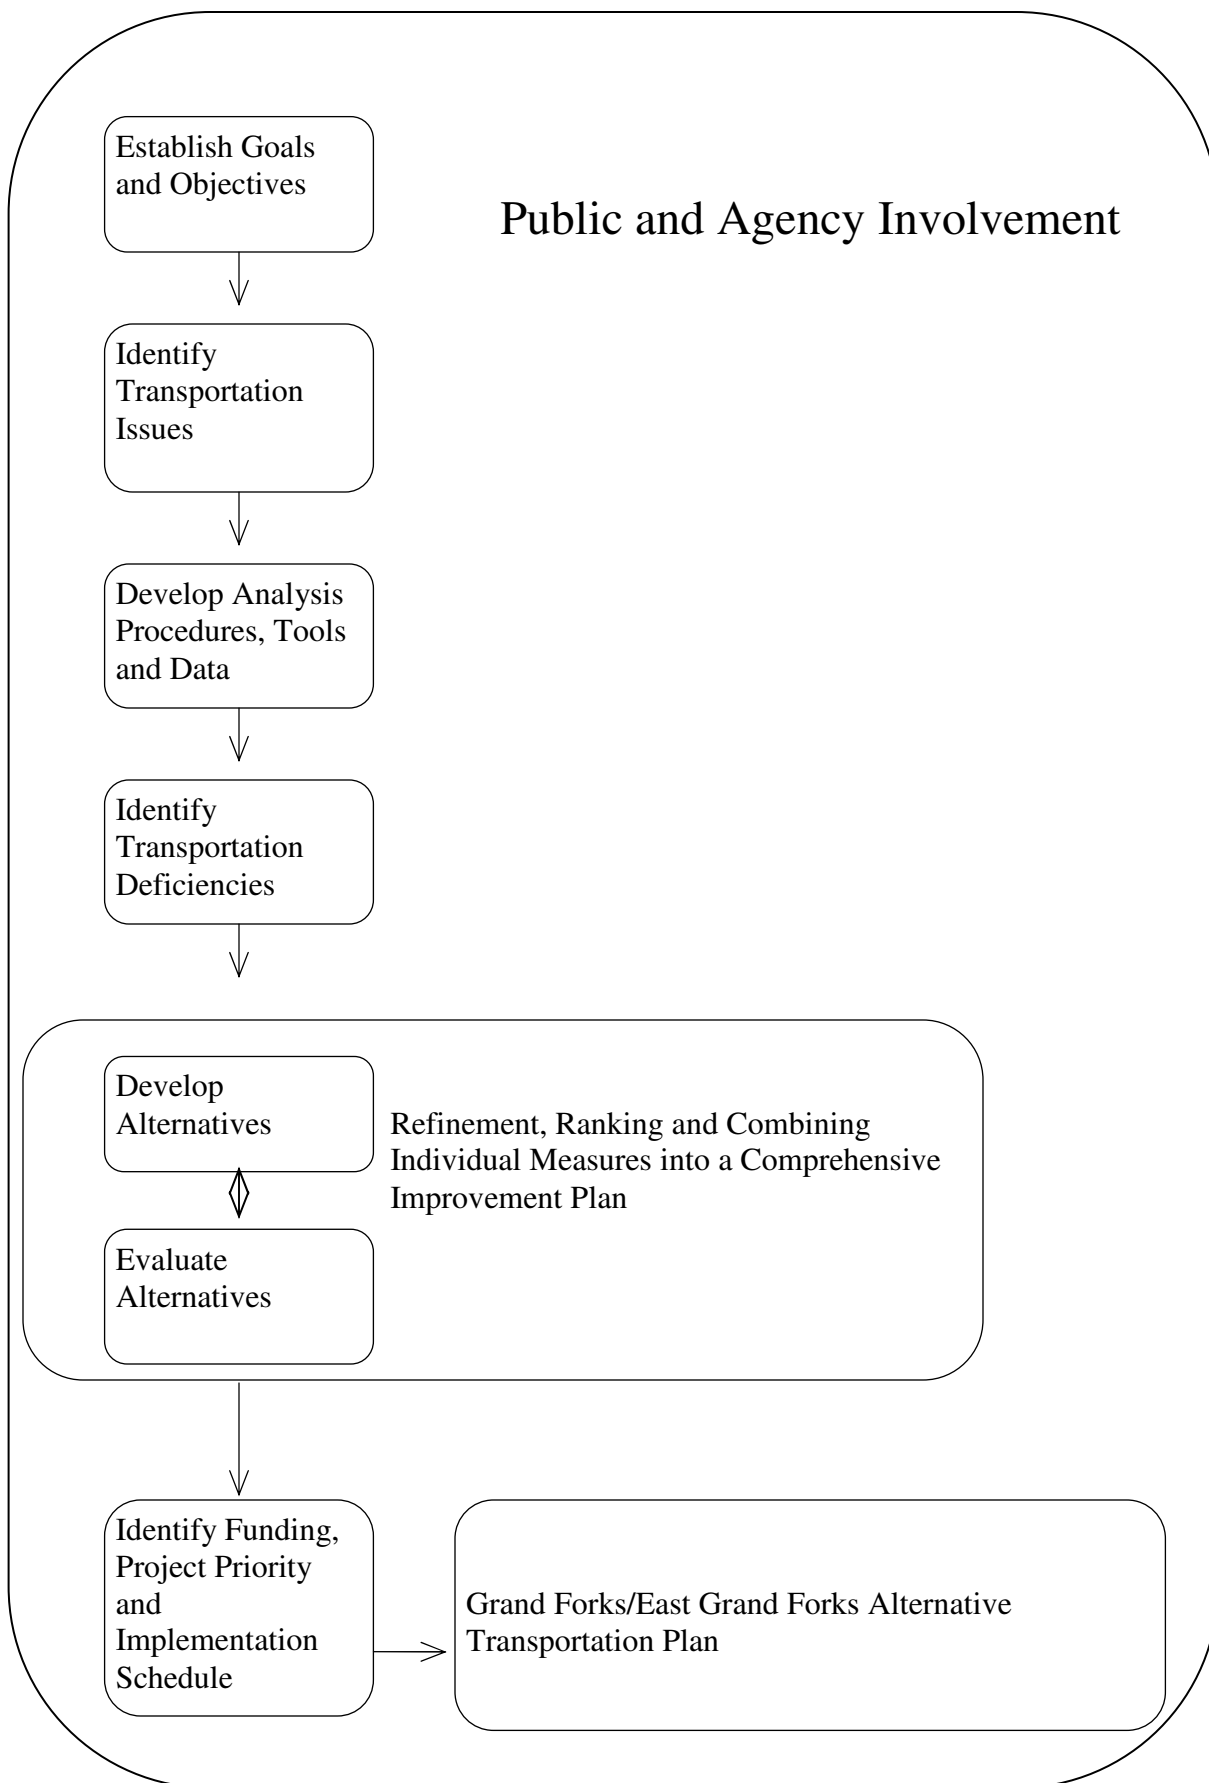 Establish Goals
and Objectives
Public and Agency Involvement
Identify
Transportation
Issues
Develop Analysis
Procedures, Tools
and Data
Identify
Transportation
Deficiencies
Develop
Alternatives
Refinement, Ranking and Combining
Individual Measures into a Comprehensive
Improvement Plan
Evaluate
Alternatives
Identify Funding,
Project Priority
and
Implementation
Schedule
Grand Forks/East Grand Forks Alternative
Transportation Plan